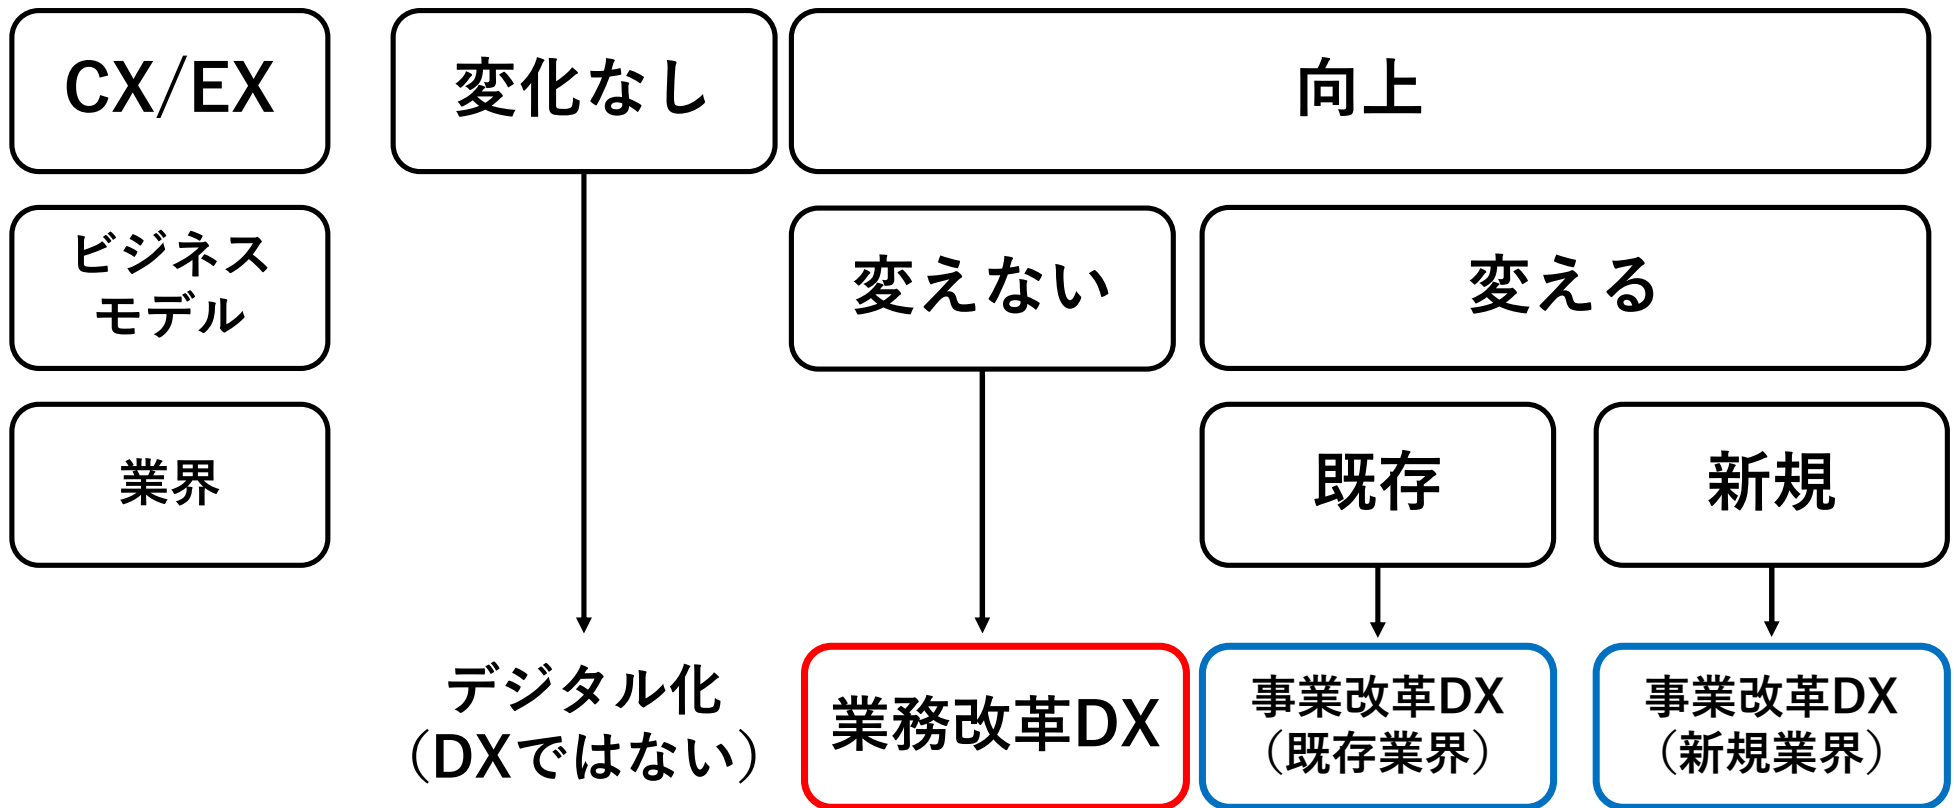 CX/EX
変化なし
向上
ビジネス
モデル
変えない
変える
業界
既存
新規
デジタル化
（DXではない）
業務改革DX
事業改革DX
（既存業界）
事業改革DX
（新規業界）